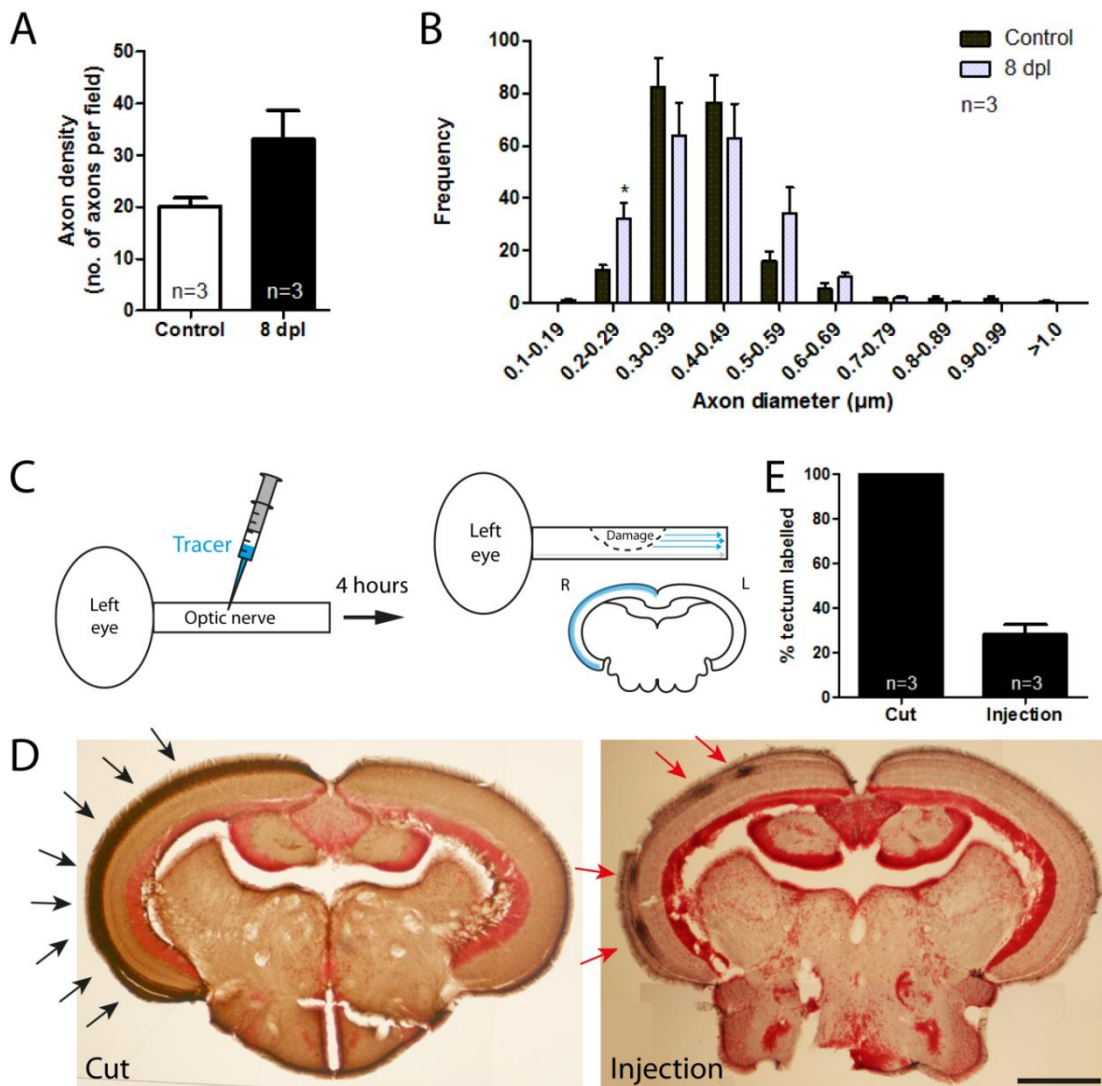 A
Axon density
(no. of axons per field)
50
40
30
20
10
0
n=3
n=3
Control
8 dpl
B
Frequency
100
80
60
40
20
0
*
Control
8 dpl
n=3
0.1-0.19
0.2-0.29
0.3-0.39
0.4-0.49
0.5-0.59
0.6-0.69
0.7-0.79
0.8-0.89
0.9-0.99
>1.0
Axon diameter (µm)
C
Tracer
Left
eye
Optic nerve
4 hours
Left
eye
Damage
R
L
E
% tectum labelled
100
80
60
40
20
0
n=3
n=3
Cut
Injection
D
Cut
Injection